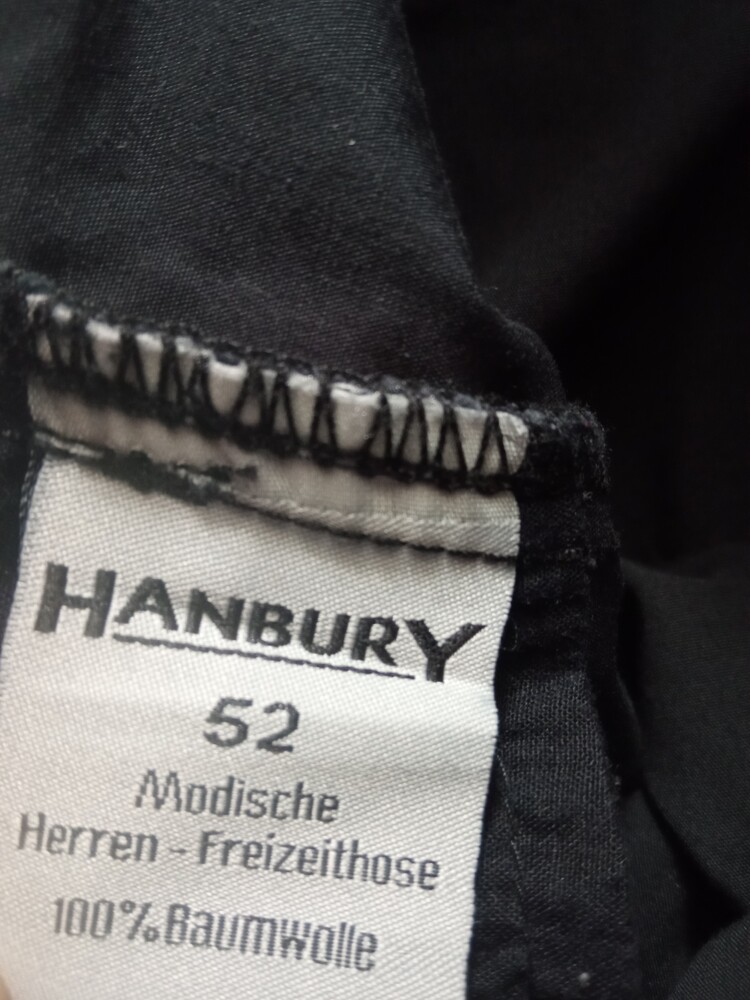 HANBURY
52
Modische
Herren - Freizeithose
100% Baumwolle